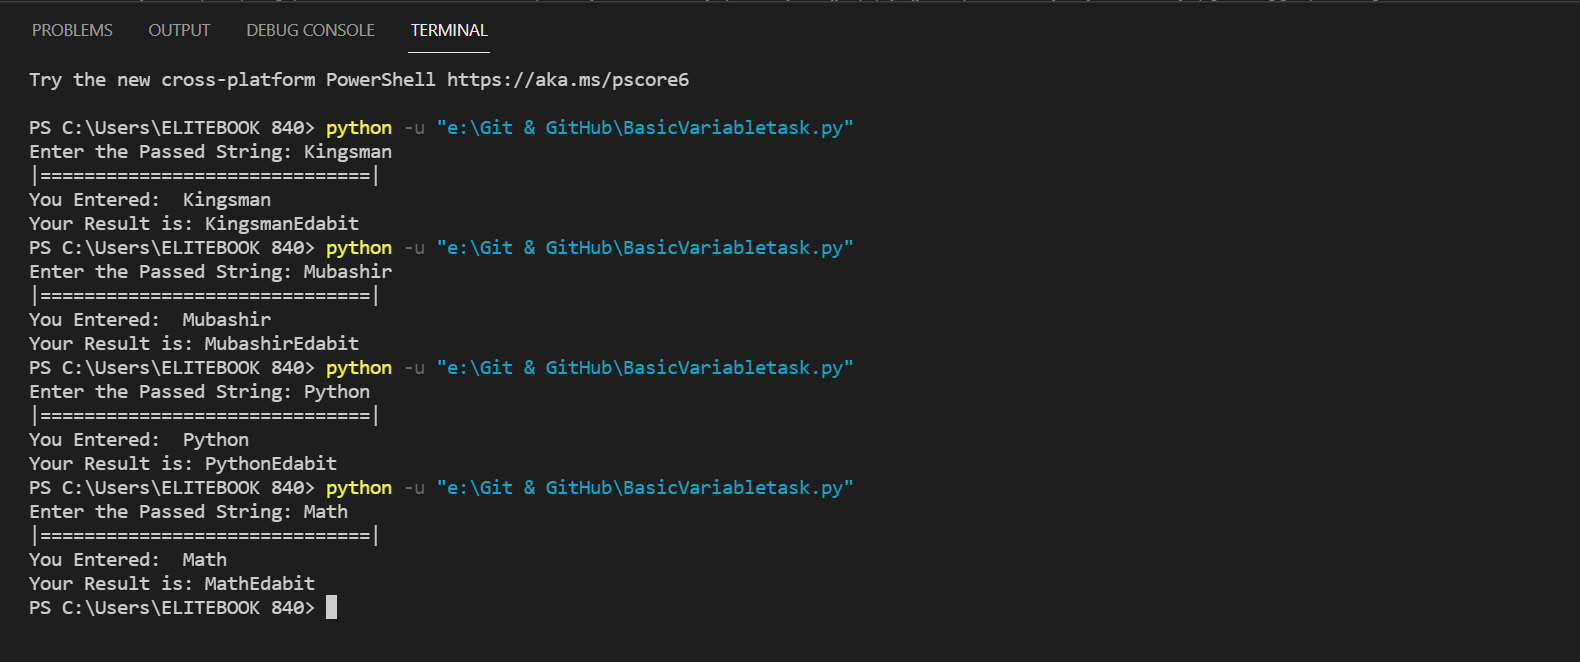 PROBLEMS OUTPUT DEBUG CONSOLE TERMINAL
Try the new cross-platform PowerShell https://aka.ms/pscore6
PS C:\Users\ELITEBOOK 840> python -u "e:\Git & GitHub\BasicVariabletask.py"
Enter the Passed String: Kingsman
|==============================|
You Entered:  Kingsman
Your Result is: KingsmanEdabit
PS C:\Users\ELITEBOOK 840> python -u "e:\Git & GitHub\BasicVariabletask.py"
Enter the Passed String: Mubashir
|==============================|
You Entered:  Mubashir
Your Result is: MubashirEdabit
PS C:\Users\ELITEBOOK 840> python -u "e:\Git & GitHub\BasicVariabletask.py"
Enter the Passed String: Python
|==============================|
You Entered:  Python
Your Result is: PythonEdabit
PS C:\Users\ELITEBOOK 840> python -u "e:\Git & GitHub\BasicVariabletask.py"
Enter the Passed String: Math
|==============================|
You Entered:  Math
Your Result is: MathEdabit
PS C:\Users\ELITEBOOK 840>